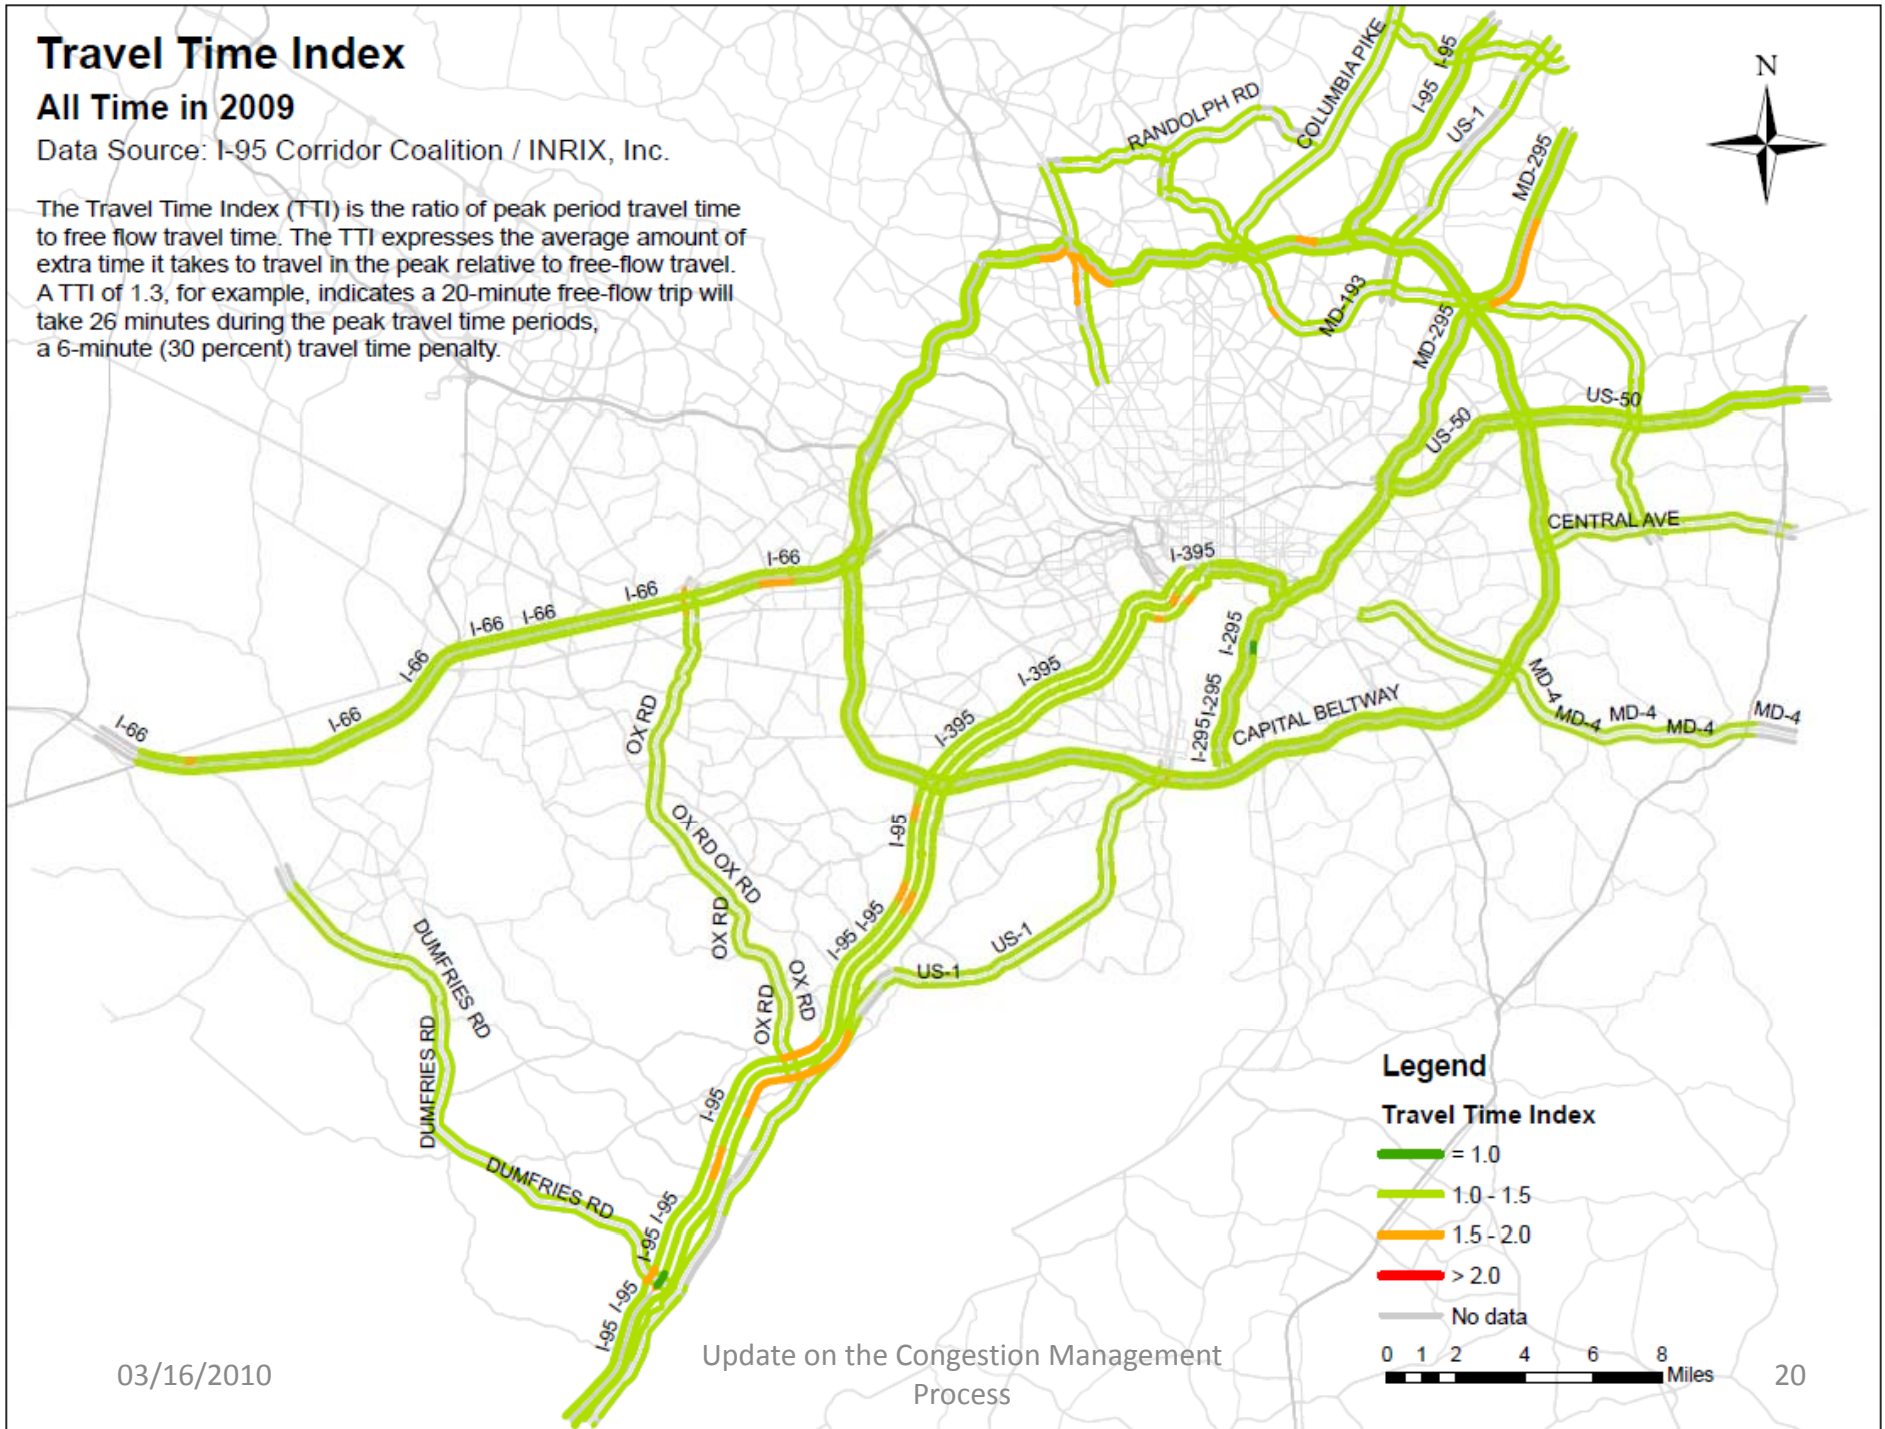 Travel Time Index
All Time in 2009
Data Source: I-95 Corridor Coalition / INRIX, Inc.
The Travel Time Index (TTI) is the ratio of peak period travel time
to free flow travel time. The TTI expresses the average amount of
extra time it takes to travel in the peak relative to free-flow travel.
A TTI of 1.3, for example, indicates a 20-minute free-flow trip will
take 26 minutes during the peak travel time periods,
a 6-minute (30 percent) travel time penalty.
N
COLUMBIA PIKE
I-95
I-95
RANDOLPH RD
US-1
MD-295
MD-193
MD-295
US-50
US-50
CENTRAL AVE
I-395
I-66
I-66
I-66
I-66
I-66
I-66
I-66
I-295
I-295
I-295
I-395
I-395
CAPITAL BELTWAY
MD-4
MD-4
MD-4
MD-4
MD-4
OX RD
OX RD
OX RD
OX RD
OX RD
OX RD
I-95
I-95
I-95
US-1
US-1
DUMFRIES RD
DUMFRIES RD
DUMFRIES RD
I-95
I-95
I-95
I-95
I-95
Legend
Travel Time Index
= 1.0
1.0 - 1.5
1.5 - 2.0
> 2.0
No data
0 1 2 4 6 8
Miles
03/16/2010
Update on the Congestion Management
Process
20